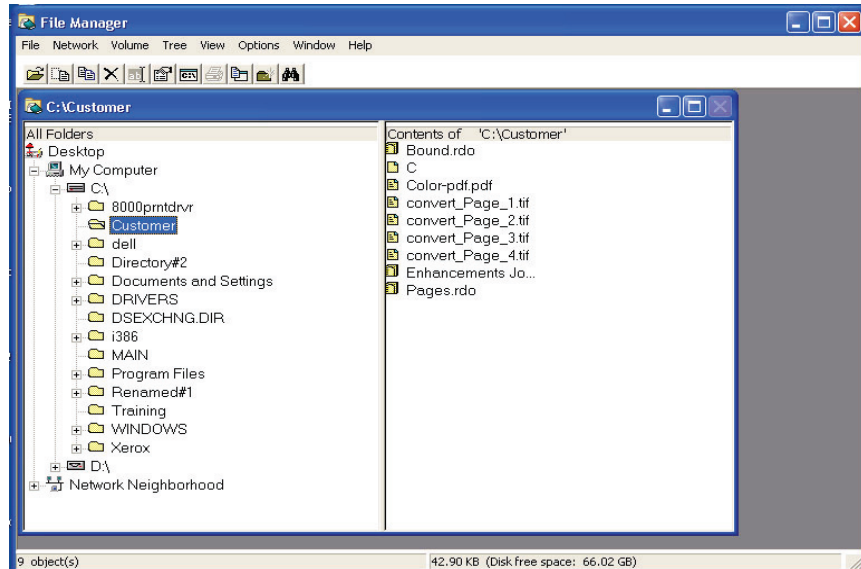 File Manager
File Network Volume Tree View Options Window Help
C:\Customer
All Folders
Desktop
My Computer
C:\
8000prntdrvr
Customer
dell
Directory#2
Documents and Settings
DRIVERS
DSEXCHNG.DIR
i386
MAIN
Program Files
Renamed#1
Training
WINDOWS
Xerox
D:\
Network Neighborhood
Contents of 'C:\Customer'
Bound.rdo
C
Color-pdf.pdf
convert_Page_1.tif
convert_Page_2.tif
convert_Page_3.tif
convert_Page_4.tif
Enhancements Jo...
Pages.rdo
9 object(s)
42.90 KB (Disk free space: 66.02 GB)